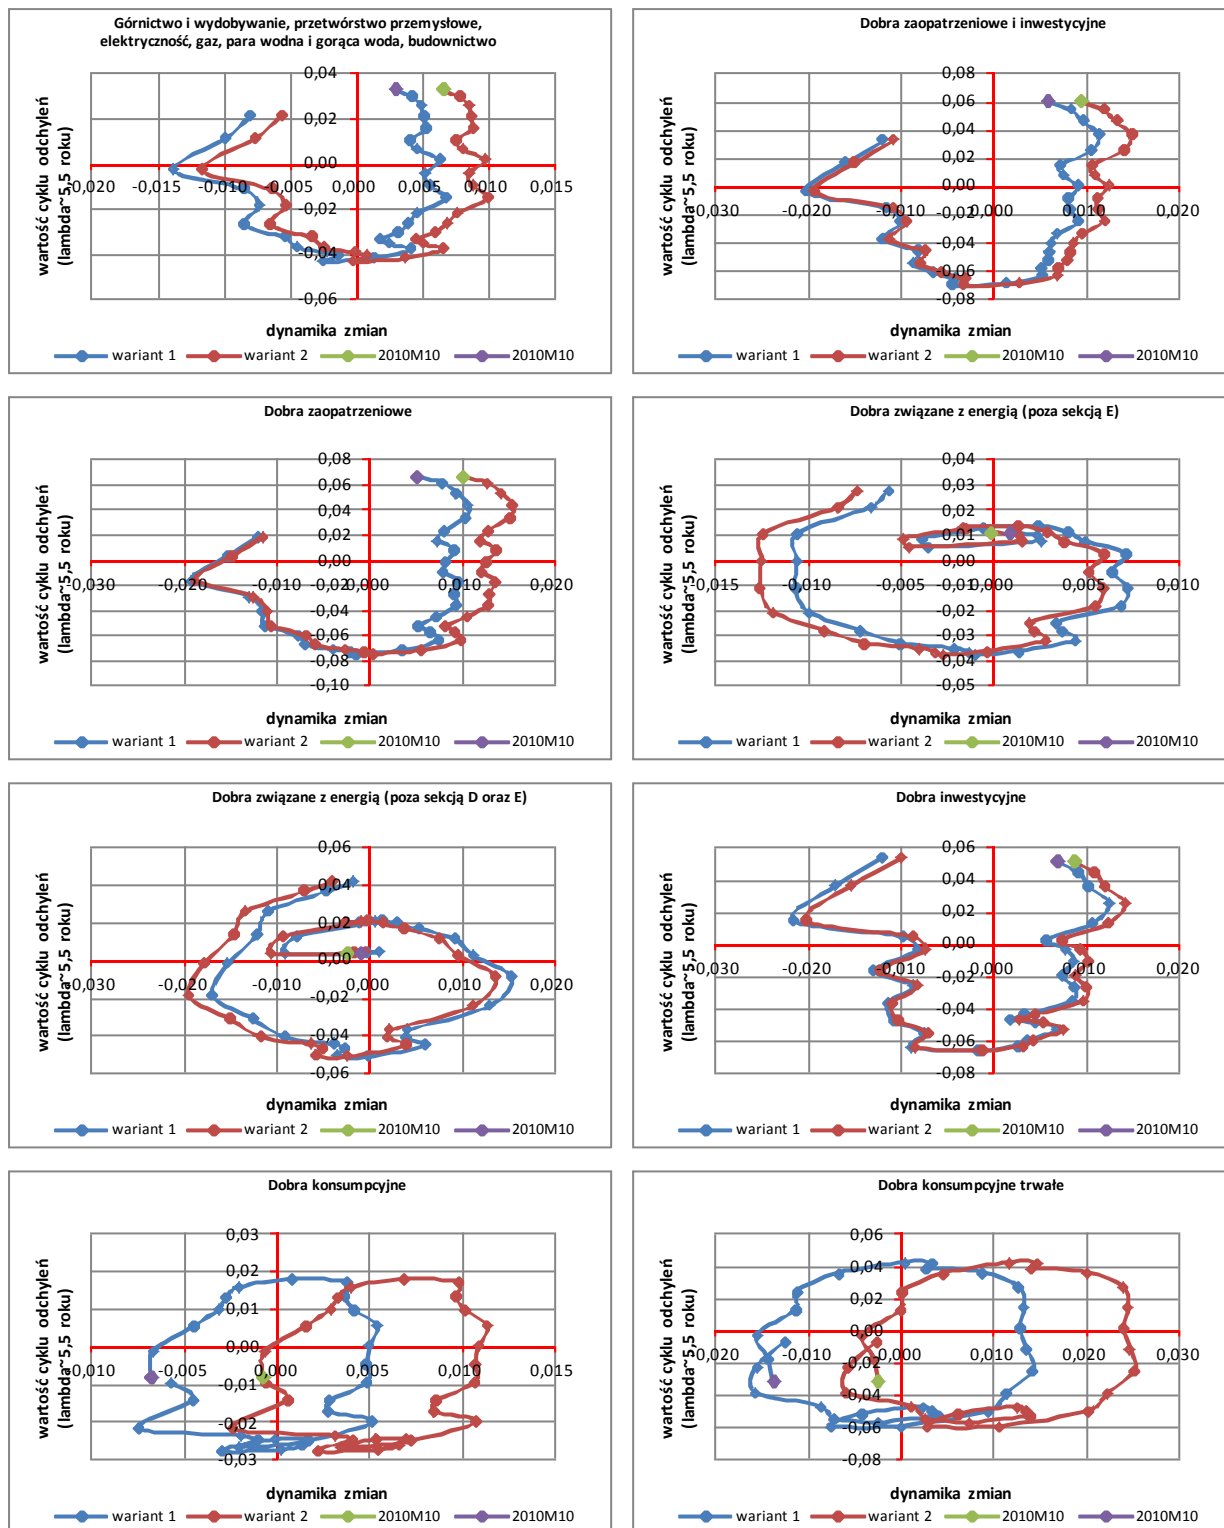 Górnictwo i wydobywanie, przetwórstwo przemysłowe,
elektryczność, gaz, para wodna i gorąca woda, budownictwo
0,04
0,02
0,00
-0,02
-0,04
-0,06
-0,020
-0,015
-0,010
-0,005
0,000
0,005
0,010
0,015
wartość cyklu odchyleń
(lambda~5,5 roku)
dynamika zmian
wariant 1
wariant 2
2010M10
2010M10
Dobra zaopatrzeniowe i inwestycyjne
0,08
0,06
0,04
0,02
0,00
-0,02
-0,04
-0,06
-0,08
-0,030
-0,020
-0,010
0,000
0,010
0,020
wartość cyklu odchyleń
(lambda~5,5 roku)
dynamika zmian
wariant 1
wariant 2
2010M10
2010M10
Dobra zaopatrzeniowe
0,08
0,06
0,04
0,02
0,00
-0,02
-0,04
-0,06
-0,08
-0,10
-0,030
-0,020
-0,010
0,000
0,010
0,020
wartość cyklu odchyleń
(lambda~5,5 roku)
dynamika zmian
wariant 1
wariant 2
2010M10
2010M10
Dobra związane z energią (poza sekcją E)
0,04
0,03
0,02
0,01
0,00
-0,01
-0,02
-0,03
-0,04
-0,05
-0,015
-0,010
-0,005
0,000
0,005
0,010
wartość cyklu odchyleń
(lambda~5,5 roku)
dynamika zmian
wariant 1
wariant 2
2010M10
2010M10
Dobra związane z energią (poza sekcją D oraz E)
0,06
0,04
0,02
0,00
-0,02
-0,04
-0,06
-0,030
-0,020
-0,010
0,000
0,010
0,020
wartość cyklu odchyleń
(lambda~5,5 roku)
dynamika zmian
wariant 1
wariant 2
2010M10
2010M10
Dobra inwestycyjne
0,06
0,04
0,02
0,00
-0,02
-0,04
-0,06
-0,08
-0,030
-0,020
-0,010
0,000
0,010
0,020
wartość cyklu odchyleń
(lambda~5,5 roku)
dynamika zmian
wariant 1
wariant 2
2010M10
2010M10
Dobra konsumpcyjne
0,03
0,02
0,01
0,00
-0,01
-0,02
-0,03
-0,010
-0,005
0,000
0,005
0,010
0,015
wartość cyklu odchyleń
(lambda~5,5 roku)
dynamika zmian
wariant 1
wariant 2
2010M10
2010M10
Dobra konsumpcyjne trwałe
0,06
0,04
0,02
0,00
-0,02
-0,04
-0,06
-0,08
-0,020
-0,010
0,000
0,010
0,020
0,030
wartość cyklu odchyleń
(lambda~5,5 roku)
dynamika zmian
wariant 1
wariant 2
2010M10
2010M10